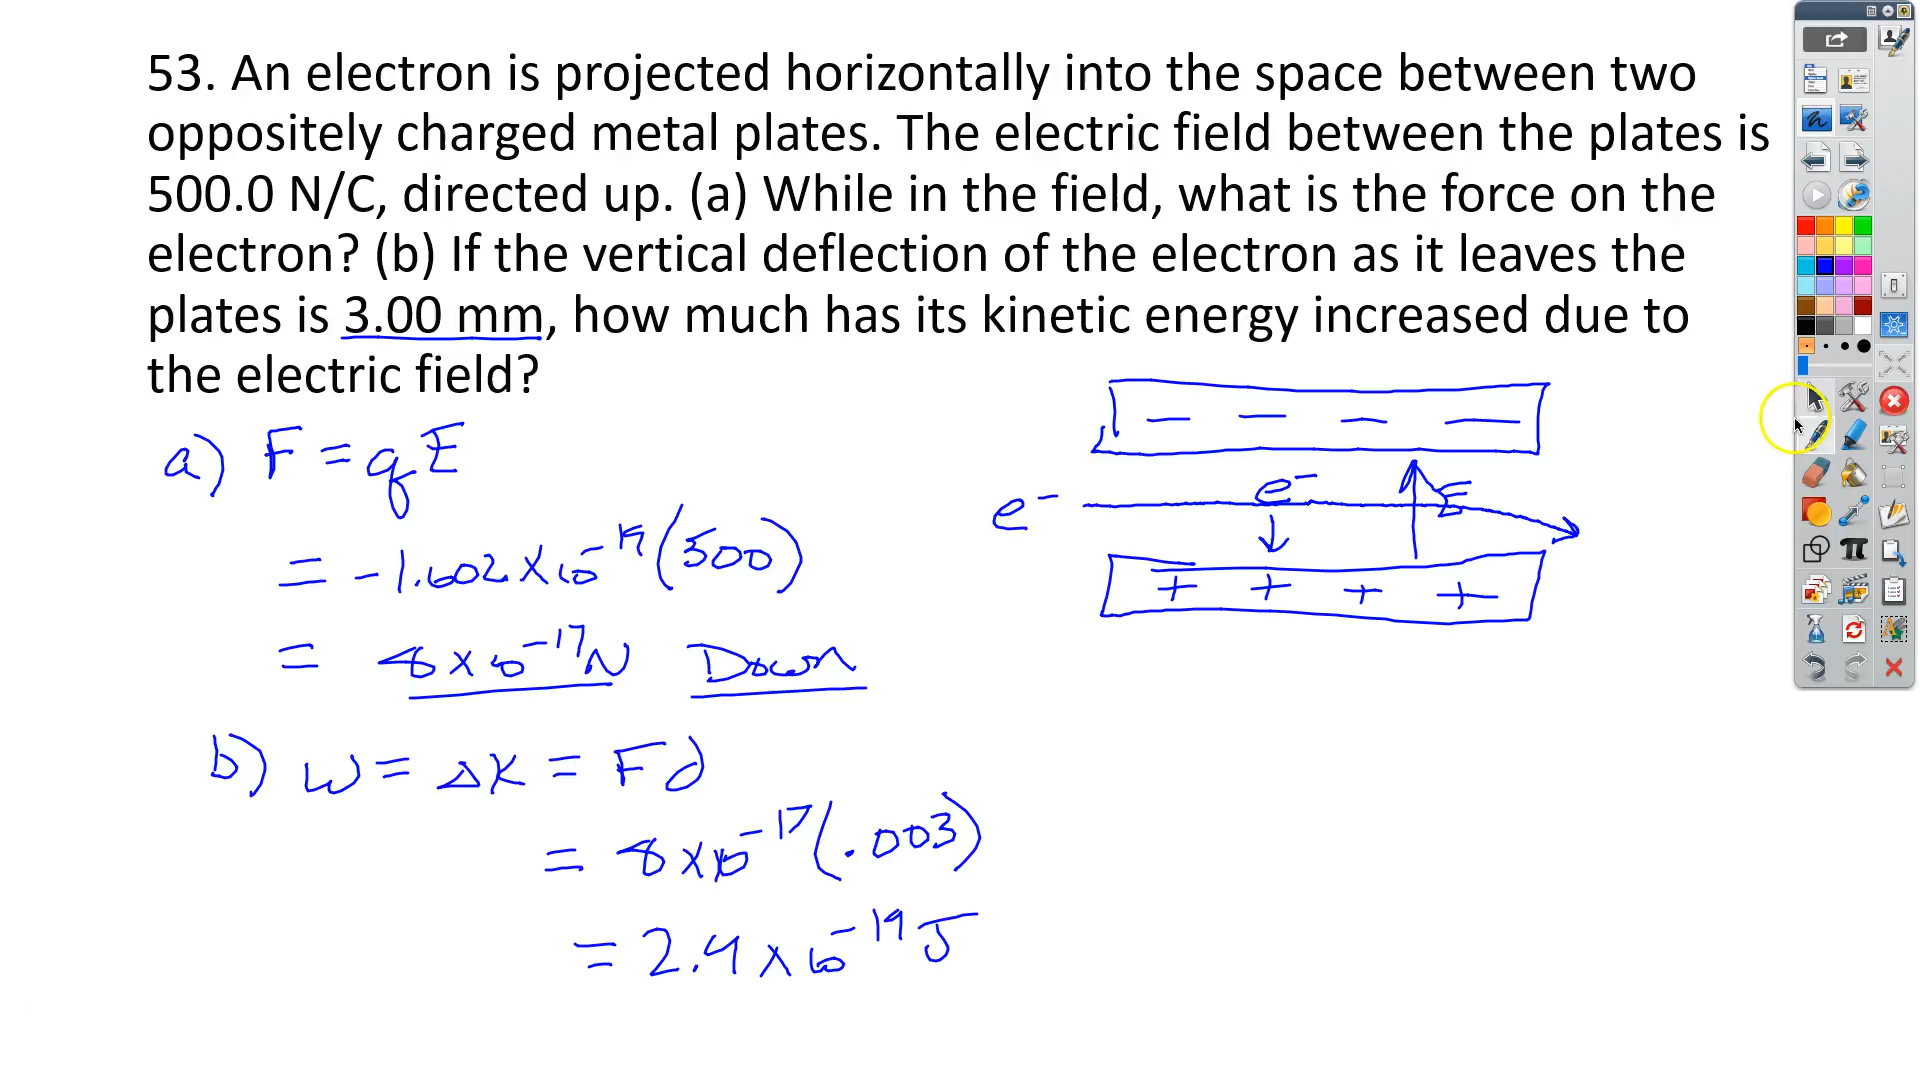 53. An electron is projected horizontally into the space between two
oppositely charged metal plates. The electric field between the plates is
500.0 N/C, directed up. (a) While in the field, what is the force on the
electron? (b) If the vertical deflection of the electron as it leaves the
plates is 3.00 mm, how much has its kinetic energy increased due to
the electric field?
a) F = qE
= -1.602 x 10^-19 (500)
= 8 x 10^-17 N Down
b) W = ΔK = Fd
= 8 x 10^-17 (.003)
= 2.4 x 10^-19 J
− − − −
e^- e^- E
+ + + +